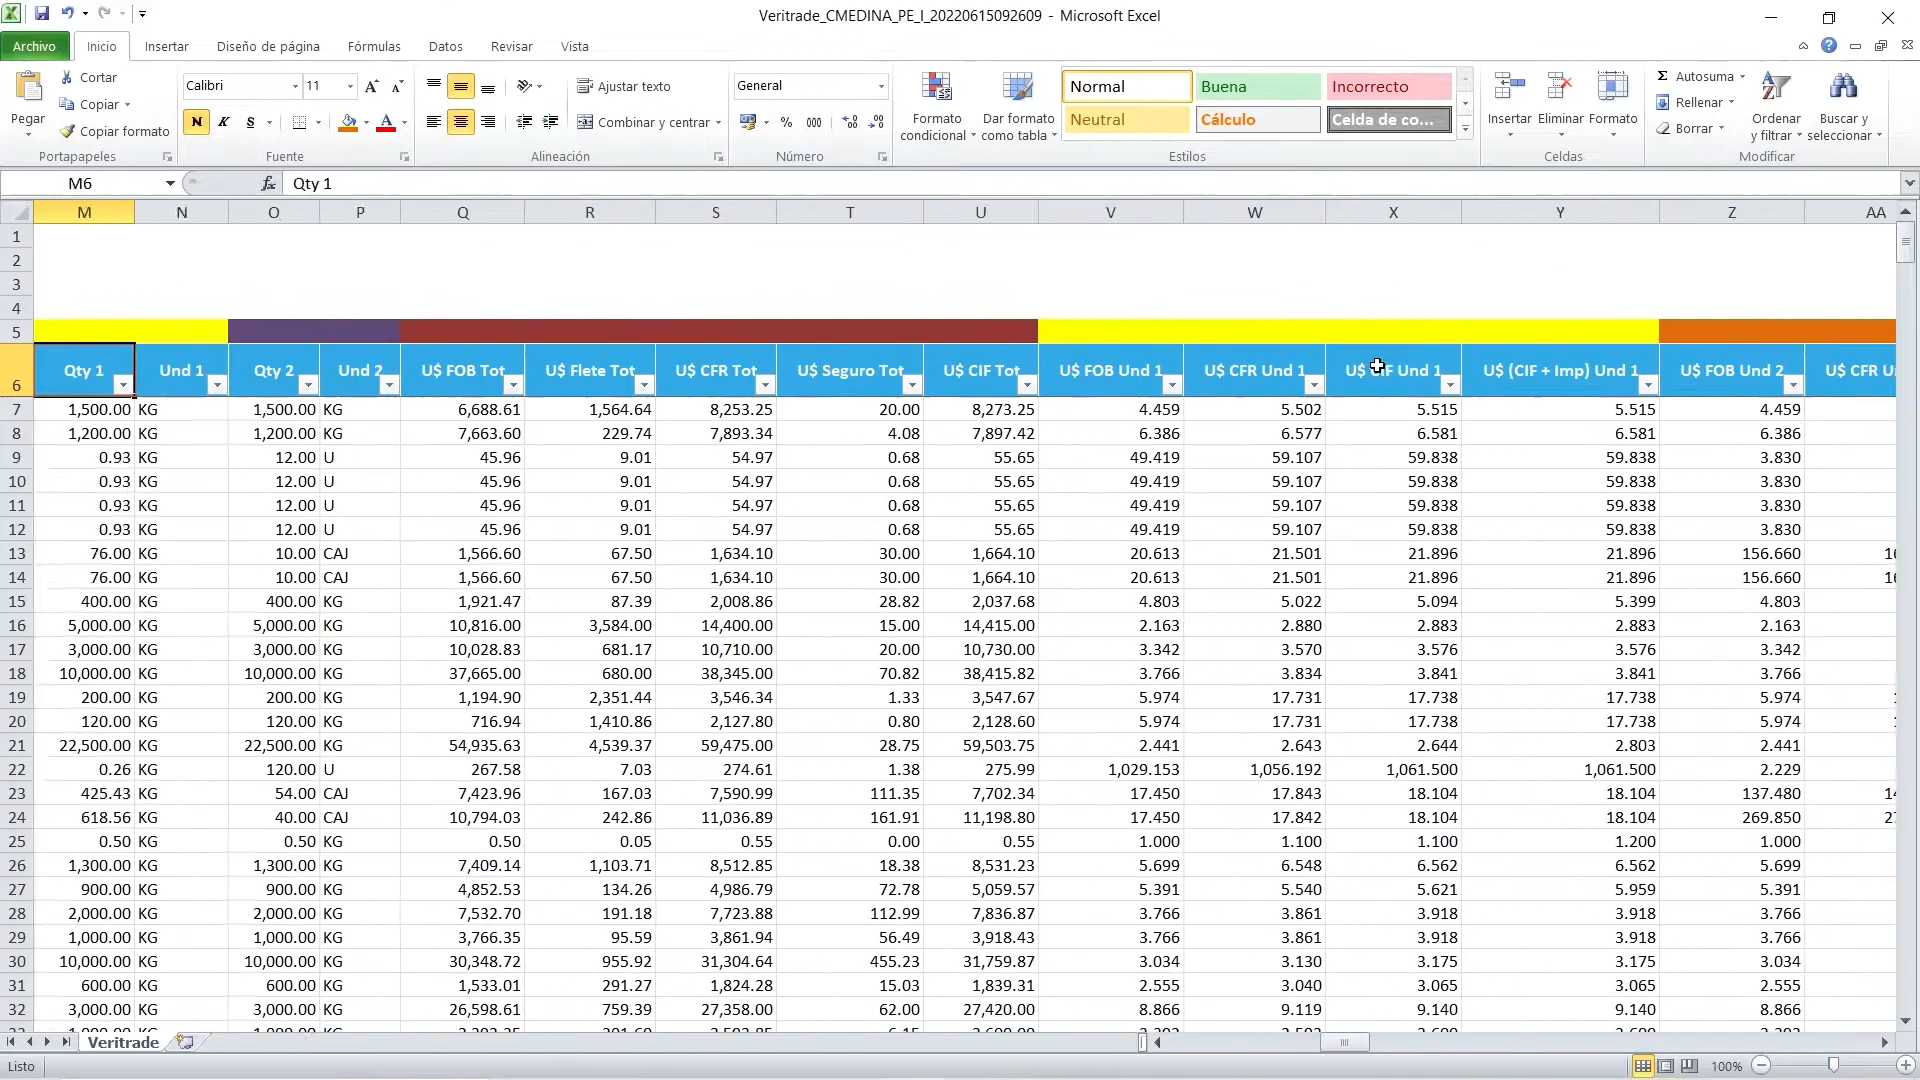 Veritrade_CMEDINA_PE_I_20220615092609 - Microsoft Excel
Archivo Inicio Insertar Diseño de página Fórmulas Datos Revisar Vista
Pegar
Cortar
Copiar
Copiar formato
Portapapeles
Calibri 11
N K S
Fuente
Ajustar texto
Combinar y centrar
Alineación
General
% 000
Número
Formato condicional
Dar formato como tabla
Normal Buena Incorrecto
Neutral Cálculo Celda de co...
Estilos
Insertar Eliminar Formato
Celdas
Autosuma
Rellenar
Borrar
Ordenar y filtrar
Buscar y seleccionar
Modificar
M6 fx Qty 1
M N O P Q R S T U V W X Y Z AA
1
2
3
4
5
6 Qty 1 Und 1 Qty 2 Und 2 U$ FOB Tot U$ Flete Tot U$ CFR Tot U$ Seguro Tot U$ CIF Tot U$ FOB Und 1 U$ CFR Und 1 U$ CIF Und 1 U$ (CIF + Imp) Und 1 U$ FOB Und 2 U$ CFR U
7 1,500.00 KG 1,500.00 KG 6,688.61 1,564.64 8,253.25 20.00 8,273.25 4.459 5.502 5.515 5.515 4.459
8 1,200.00 KG 1,200.00 KG 7,663.60 229.74 7,893.34 4.08 7,897.42 6.386 6.577 6.581 6.581 6.386
9 0.93 KG 12.00 U 45.96 9.01 54.97 0.68 55.65 49.419 59.107 59.838 59.838 3.830
10 0.93 KG 12.00 U 45.96 9.01 54.97 0.68 55.65 49.419 59.107 59.838 59.838 3.830
11 0.93 KG 12.00 U 45.96 9.01 54.97 0.68 55.65 49.419 59.107 59.838 59.838 3.830
12 0.93 KG 12.00 U 45.96 9.01 54.97 0.68 55.65 49.419 59.107 59.838 59.838 3.830
13 76.00 KG 10.00 CAJ 1,566.60 67.50 1,634.10 30.00 1,664.10 20.613 21.501 21.896 21.896 156.660 16
14 76.00 KG 10.00 CAJ 1,566.60 67.50 1,634.10 30.00 1,664.10 20.613 21.501 21.896 21.896 156.660 16
15 400.00 KG 400.00 KG 1,921.47 87.39 2,008.86 28.82 2,037.68 4.803 5.022 5.094 5.399 4.803
16 5,000.00 KG 5,000.00 KG 10,816.00 3,584.00 14,400.00 15.00 14,415.00 2.163 2.880 2.883 2.883 2.163
17 3,000.00 KG 3,000.00 KG 10,028.83 681.17 10,710.00 20.00 10,730.00 3.342 3.570 3.576 3.576 3.342
18 10,000.00 KG 10,000.00 KG 37,665.00 680.00 38,345.00 70.82 38,415.82 3.766 3.834 3.841 3.841 3.766
19 200.00 KG 200.00 KG 1,194.90 2,351.44 3,546.34 1.33 3,547.67 5.974 17.731 17.738 17.738 5.974
20 120.00 KG 120.00 KG 716.94 1,410.86 2,127.80 0.80 2,128.60 5.974 17.731 17.738 17.738 5.974
21 22,500.00 KG 22,500.00 KG 54,935.63 4,539.37 59,475.00 28.75 59,503.75 2.441 2.643 2.644 2.803 2.441
22 0.26 KG 120.00 U 267.58 7.03 274.61 1.38 275.99 1,029.153 1,056.192 1,061.500 1,061.500 2.229
23 425.43 KG 54.00 CAJ 7,423.96 167.03 7,590.99 111.35 7,702.34 17.450 17.843 18.104 18.104 137.480 14
24 618.56 KG 40.00 CAJ 10,794.03 242.86 11,036.89 161.91 11,198.80 17.450 17.842 18.104 18.104 269.850 27
25 0.50 KG 0.50 KG 0.50 0.05 0.55 0.00 0.55 1.000 1.100 1.100 1.200 1.000
26 1,300.00 KG 1,300.00 KG 7,409.14 1,103.71 8,512.85 18.38 8,531.23 5.699 6.548 6.562 6.562 5.699
27 900.00 KG 900.00 KG 4,852.53 134.26 4,986.79 72.78 5,059.57 5.391 5.540 5.621 5.959 5.391
28 2,000.00 KG 2,000.00 KG 7,532.70 191.18 7,723.88 112.99 7,836.87 3.766 3.861 3.918 3.918 3.766
29 1,000.00 KG 1,000.00 KG 3,766.35 95.59 3,861.94 56.49 3,918.43 3.766 3.861 3.918 3.918 3.766
30 10,000.00 KG 10,000.00 KG 30,348.72 955.92 31,304.64 455.23 31,759.87 3.034 3.130 3.175 3.175 3.034
31 600.00 KG 600.00 KG 1,533.01 291.27 1,824.28 15.03 1,839.31 2.555 3.040 3.065 3.065 2.555
32 3,000.00 KG 3,000.00 KG 26,598.61 759.39 27,358.00 62.00 27,420.00 8.866 9.119 9.140 9.140 8.866
Veritrade
Listo 100%